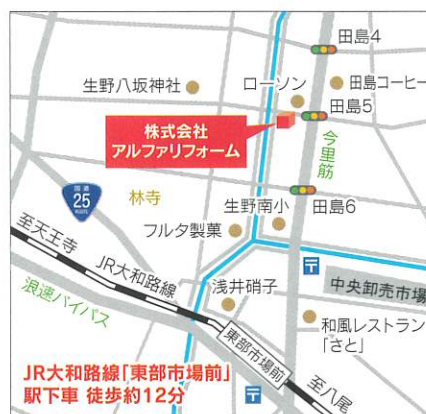 田島4
生野八坂神社
ローソン
田島コーヒー
田島5
株式会社
アルファリフォーム
今里筋
国道
25
ROUTE
林寺
生野南小
田島6
フルタ製菓
至天王寺
JR大和路線
浪速バイパス
浅井硝子
中央卸売市場
東部市場前
和風レストラン
「さと」
至八尾
JR大和路線「東部市場前」
駅下車 徒歩約12分